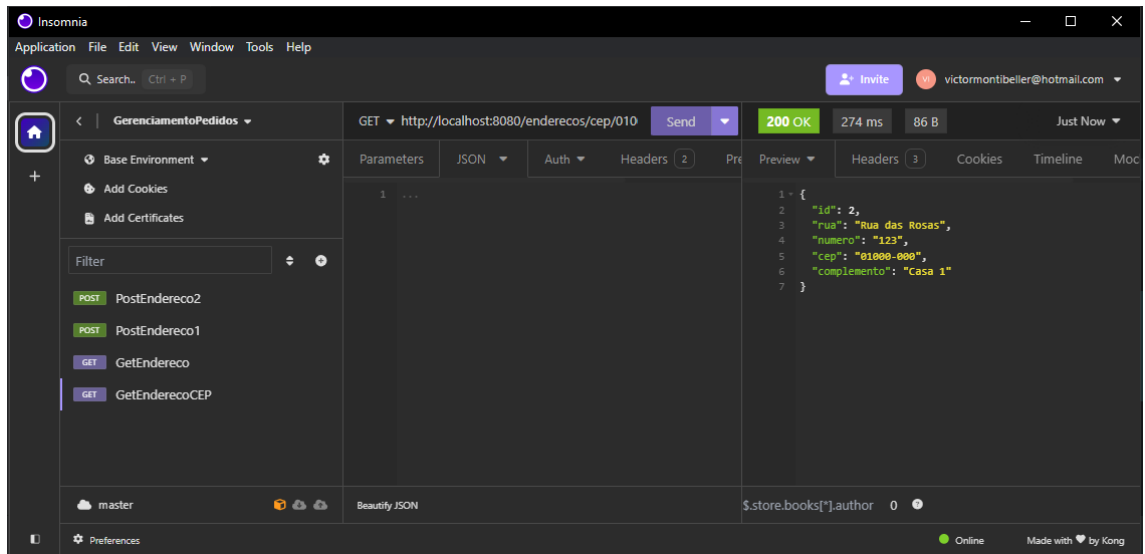 Insomnia
Application File Edit View Window Tools Help
Search.. Ctrl + P
Invite
VI
victormontibeller@hotmail.com
GerenciamentoPedidos
Base Environment
Add Cookies
Add Certificates
Filter
POST PostEndereco2
POST PostEndereco1
GET GetEndereco
GET GetEnderecoCEP
master
Preferences
GET http://localhost:8080/enderecos/cep/010 Send
Parameters JSON Auth Headers 2 Pre
1 ...
Beautify JSON
200 OK 274 ms 86 B Just Now
Preview Headers 3 Cookies Timeline Moc
1 {
2 "id": 2,
3 "rua": "Rua das Rosas",
4 "numero": "123",
5 "cep": "01000-000",
6 "complemento": "Casa 1"
7 }
$.store.books[*].author 0
Online Made with ♥ by Kong